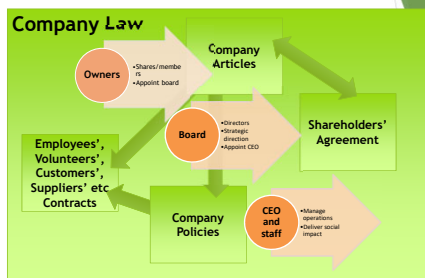 Company Law
Company
Articles
Owners
•Shares/membe
rs
•Appoint board
Board
•Directors
•Strategic
direction
•Appoint CEO
Shareholders’
Agreement
Employees’,
Volunteers’,
Customers’,
Suppliers’ etc
Contracts
Company
Policies
CEO
and
staff
•Manage
operations
•Deliver social
impact